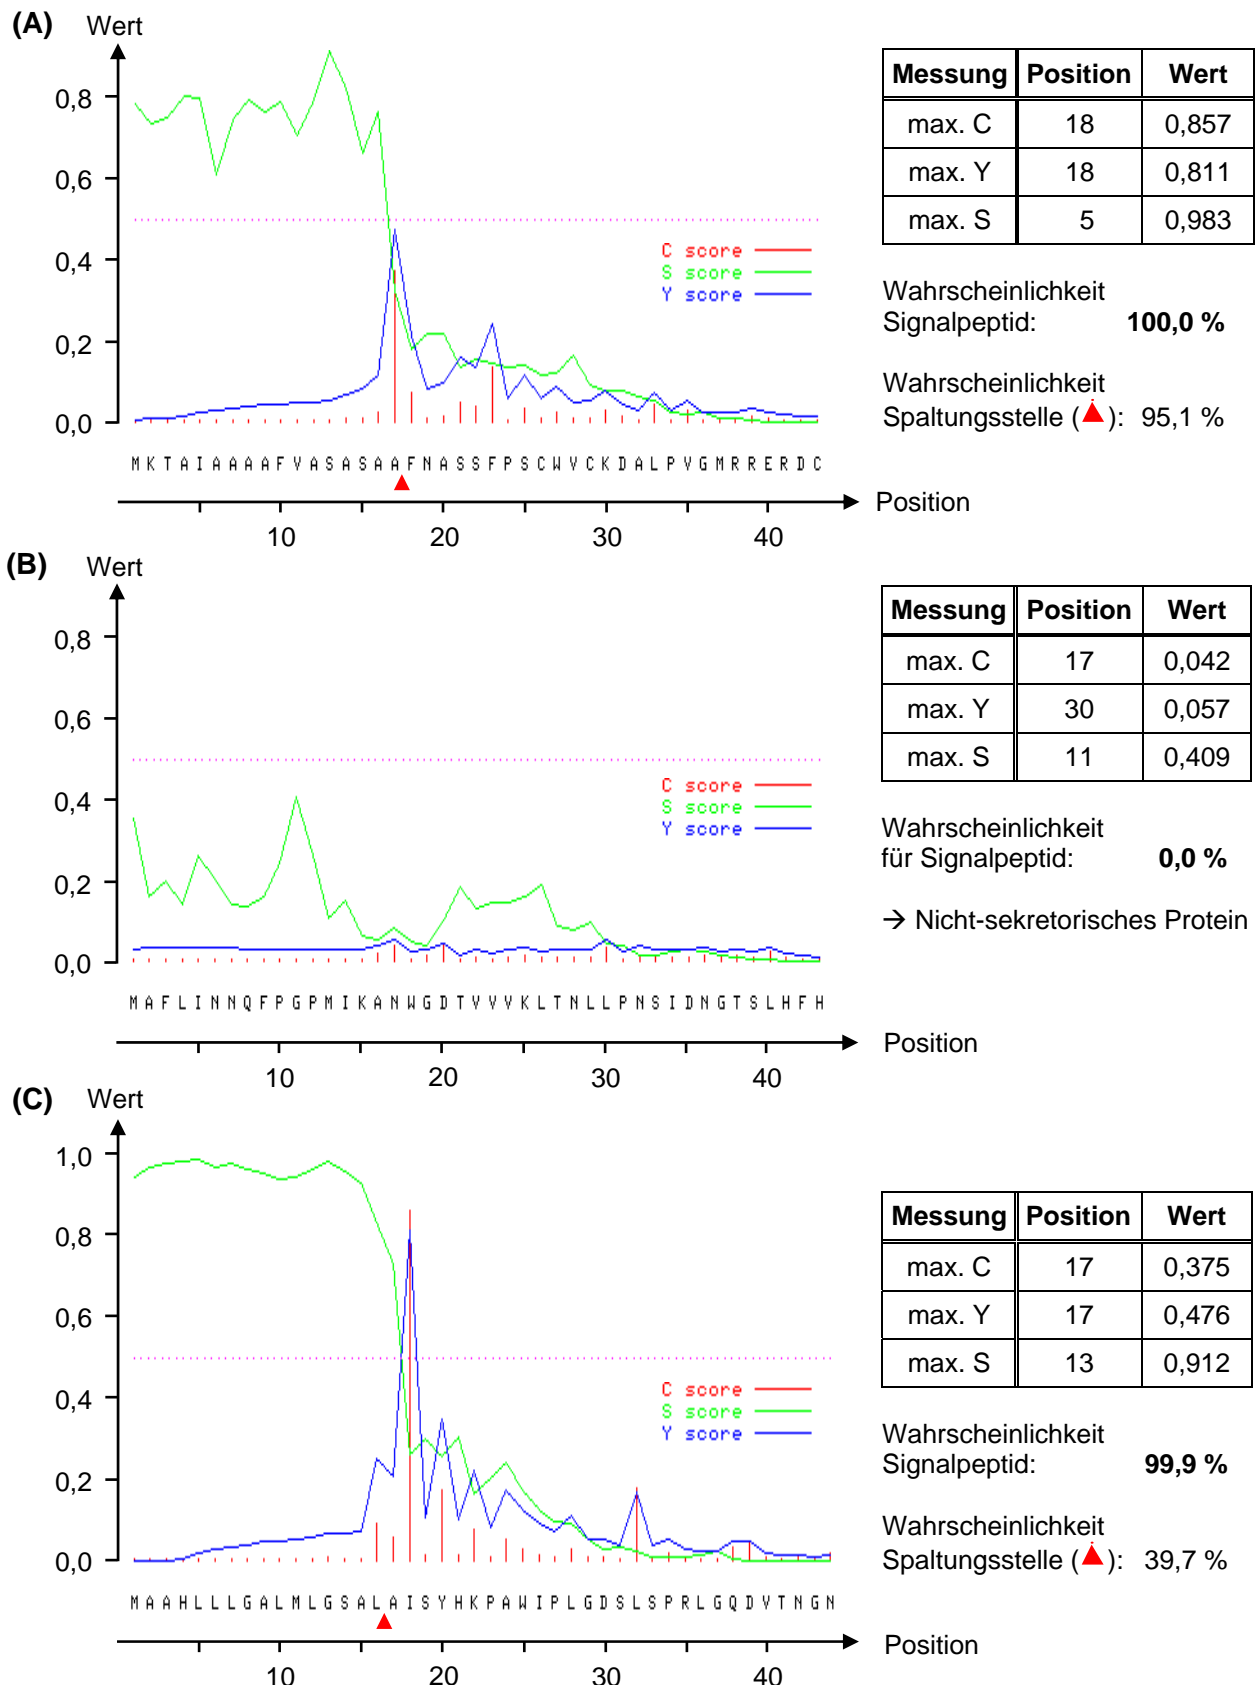 (A) Wert
0,8
0,6
0,4
0,2
0,0
C score
S score
Y score
M K T A I A A A A F V A S A S A A F N A S S F P S C W V C K D A L P V G M R R E R D C
10 20 30 40
Position
Messung Position Wert
max. C 18 0,857
max. Y 18 0,811
max. S 5 0,983
Wahrscheinlichkeit
Signalpeptid: 100,0 %
Wahrscheinlichkeit
Spaltungsstelle (▲): 95,1 %
(B) Wert
0,8
0,6
0,4
0,2
0,0
C score
S score
Y score
M A F L I N N Q F P G P M I K A N W G D T V V V K L T N L L P N S I D N G T S L H F H
10 20 30 40
Position
Messung Position Wert
max. C 17 0,042
max. Y 30 0,057
max. S 11 0,409
Wahrscheinlichkeit
für Signalpeptid: 0,0 %
→ Nicht-sekretorisches Protein
(C) Wert
1,0
0,8
0,6
0,4
0,2
0,0
C score
S score
Y score
M A A H L L L G A L M L G S A L A I S Y H K P A W I P L G D S L S P R L G Q D V T N G N
10 20 30 40
Position
Messung Position Wert
max. C 17 0,375
max. Y 17 0,476
max. S 13 0,912
Wahrscheinlichkeit
Signalpeptid: 99,9 %
Wahrscheinlichkeit
Spaltungsstelle (▲): 39,7 %